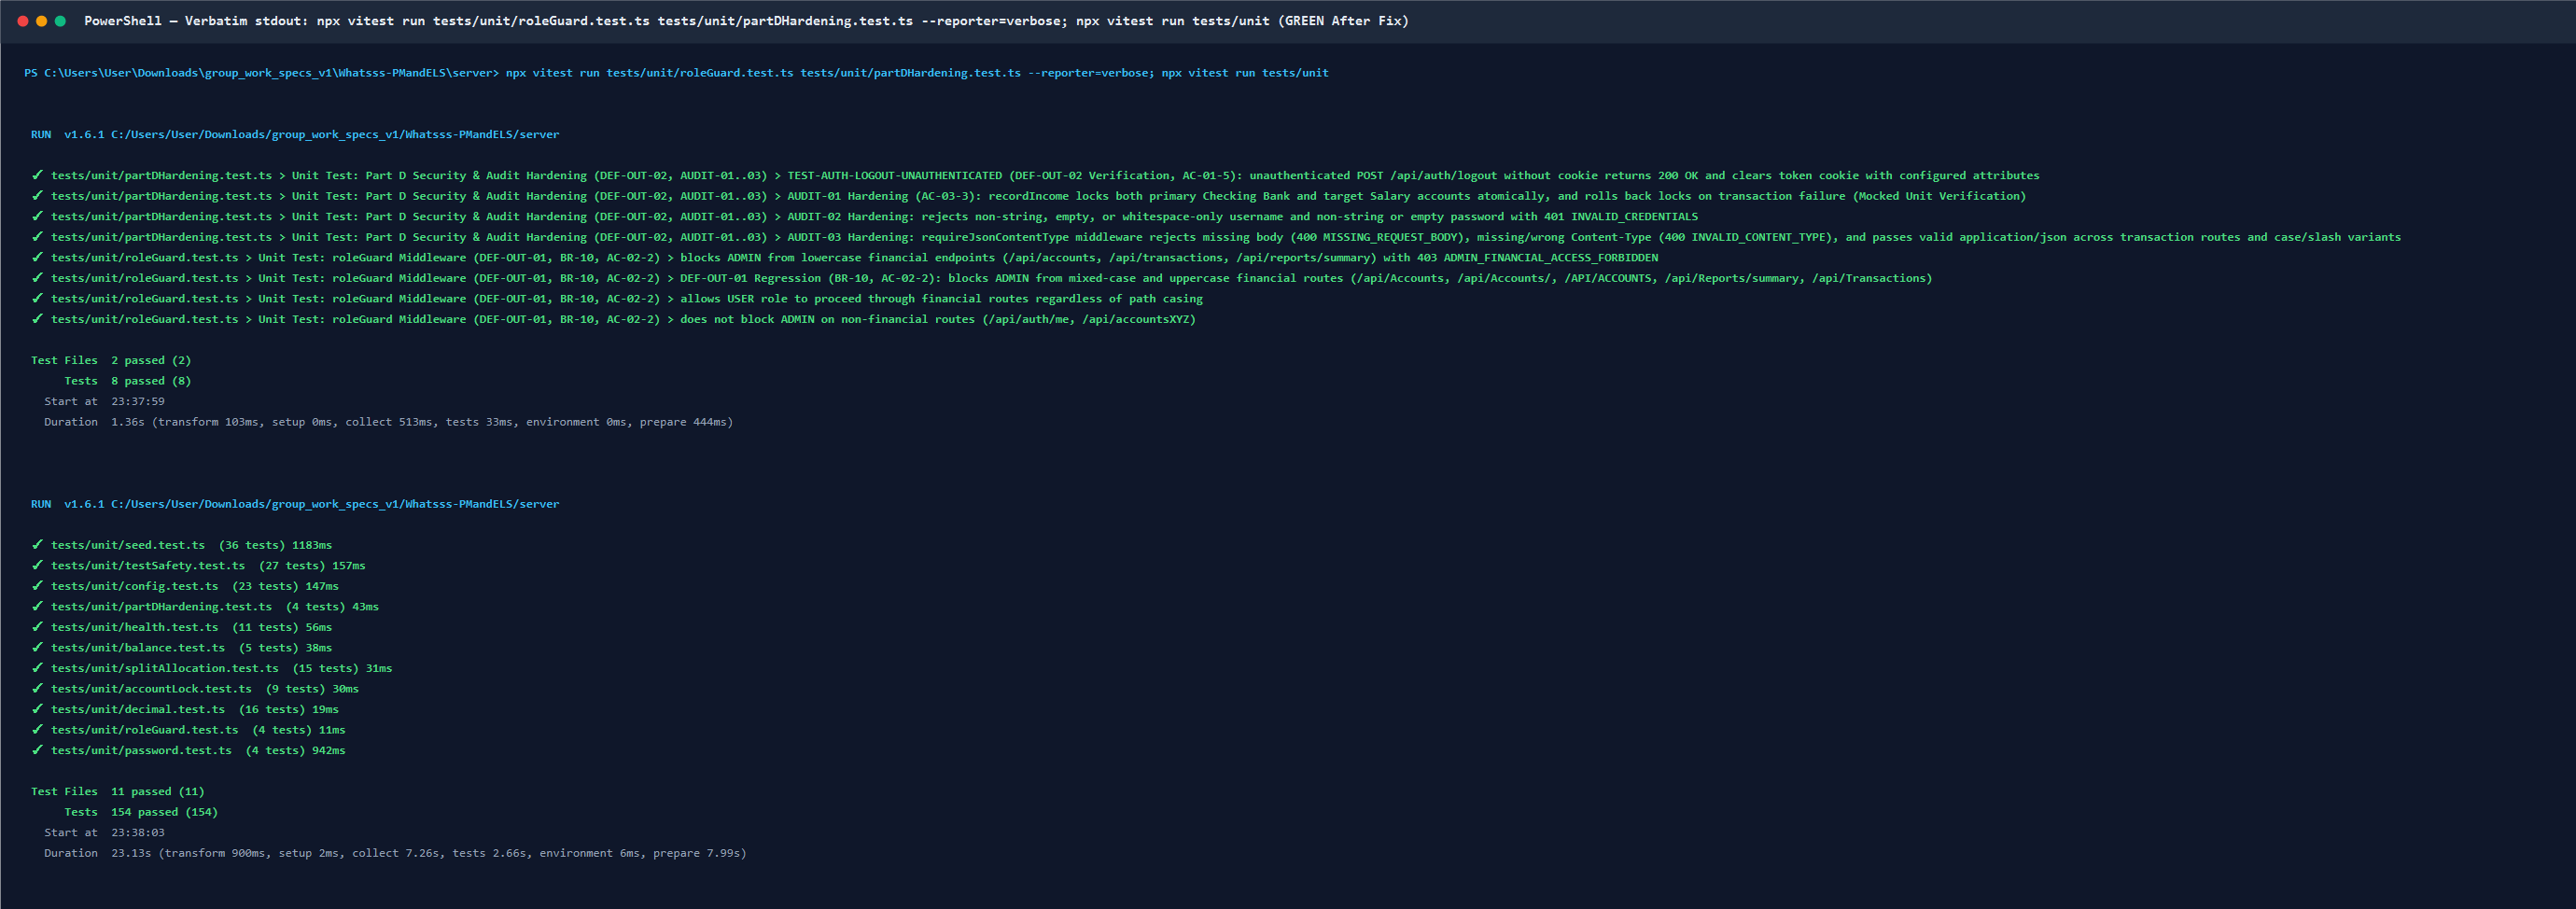 PowerShell — Verbatim stdout: npx vitest run tests/unit/roleGuard.test.ts tests/unit/partDHardening.test.ts --reporter=verbose; npx vitest run tests/unit (GREEN After Fix)
PS C:\Users\User\Downloads\group_work_specs_v1\Whatsss-PMandELS\server> npx vitest run tests/unit/roleGuard.test.ts tests/unit/partDHardening.test.ts --reporter=verbose; npx vitest run tests/unit
RUN v1.6.1 C:/Users/User/Downloads/group_work_specs_v1/Whatsss-PMandELS/server
✓ tests/unit/partDHardening.test.ts > Unit Test: Part D Security & Audit Hardening (DEF-OUT-02, AUDIT-01..03) > TEST-AUTH-LOGOUT-UNAUTHENTICATED (DEF-OUT-02 Verification, AC-01-5): unauthenticated POST /api/auth/logout without cookie returns 200 OK and clears token cookie with configured attributes
✓ tests/unit/partDHardening.test.ts > Unit Test: Part D Security & Audit Hardening (DEF-OUT-02, AUDIT-01..03) > AUDIT-01 Hardening (AC-03-3): recordIncome locks both primary Checking Bank and target Salary accounts atomically, and rolls back locks on transaction failure (Mocked Unit Verification)
✓ tests/unit/partDHardening.test.ts > Unit Test: Part D Security & Audit Hardening (DEF-OUT-02, AUDIT-01..03) > AUDIT-02 Hardening: rejects non-string, empty, or whitespace-only username and non-string or empty password with 401 INVALID_CREDENTIALS
✓ tests/unit/partDHardening.test.ts > Unit Test: Part D Security & Audit Hardening (DEF-OUT-02, AUDIT-01..03) > AUDIT-03 Hardening: requireJsonContentType middleware rejects missing body (400 MISSING_REQUEST_BODY), missing/wrong Content-Type (400 INVALID_CONTENT_TYPE), and passes valid application/json across transaction routes and case/slash variants
✓ tests/unit/roleGuard.test.ts > Unit Test: roleGuard Middleware (DEF-OUT-01, BR-10, AC-02-2) > blocks ADMIN from lowercase financial endpoints (/api/accounts, /api/transactions, /api/reports/summary) with 403 ADMIN_FINANCIAL_ACCESS_FORBIDDEN
✓ tests/unit/roleGuard.test.ts > Unit Test: roleGuard Middleware (DEF-OUT-01, BR-10, AC-02-2) > DEF-OUT-01 Regression (BR-10, AC-02-2): blocks ADMIN from mixed-case and uppercase financial routes (/api/Accounts, /api/Accounts/, /API/ACCOUNTS, /api/Reports/summary, /api/Transactions)
✓ tests/unit/roleGuard.test.ts > Unit Test: roleGuard Middleware (DEF-OUT-01, BR-10, AC-02-2) > allows USER role to proceed through financial routes regardless of path casing
✓ tests/unit/roleGuard.test.ts > Unit Test: roleGuard Middleware (DEF-OUT-01, BR-10, AC-02-2) > does not block ADMIN on non-financial routes (/api/auth/me, /api/accountsXYZ)
Test Files 2 passed (2)
Tests 8 passed (8)
Start at 23:37:59
Duration 1.36s (transform 103ms, setup 0ms, collect 513ms, tests 33ms, environment 0ms, prepare 444ms)
RUN v1.6.1 C:/Users/User/Downloads/group_work_specs_v1/Whatsss-PMandELS/server
✓ tests/unit/seed.test.ts (36 tests) 1183ms
✓ tests/unit/testSafety.test.ts (27 tests) 157ms
✓ tests/unit/config.test.ts (23 tests) 147ms
✓ tests/unit/partDHardening.test.ts (4 tests) 43ms
✓ tests/unit/health.test.ts (11 tests) 56ms
✓ tests/unit/balance.test.ts (5 tests) 38ms
✓ tests/unit/splitAllocation.test.ts (15 tests) 31ms
✓ tests/unit/accountLock.test.ts (9 tests) 30ms
✓ tests/unit/decimal.test.ts (16 tests) 19ms
✓ tests/unit/roleGuard.test.ts (4 tests) 11ms
✓ tests/unit/password.test.ts (4 tests) 942ms
Test Files 11 passed (11)
Tests 154 passed (154)
Start at 23:38:03
Duration 23.13s (transform 900ms, setup 2ms, collect 7.26s, tests 2.66s, environment 6ms, prepare 7.99s)